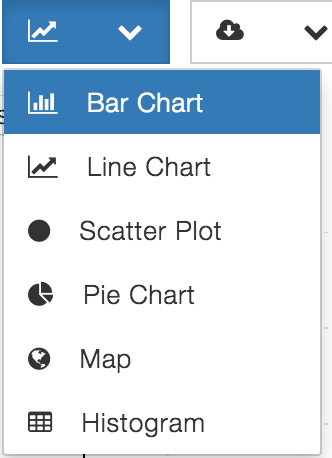 Bar Chart
Line Chart
Scatter Plot
Pie Chart
Map
Histogram